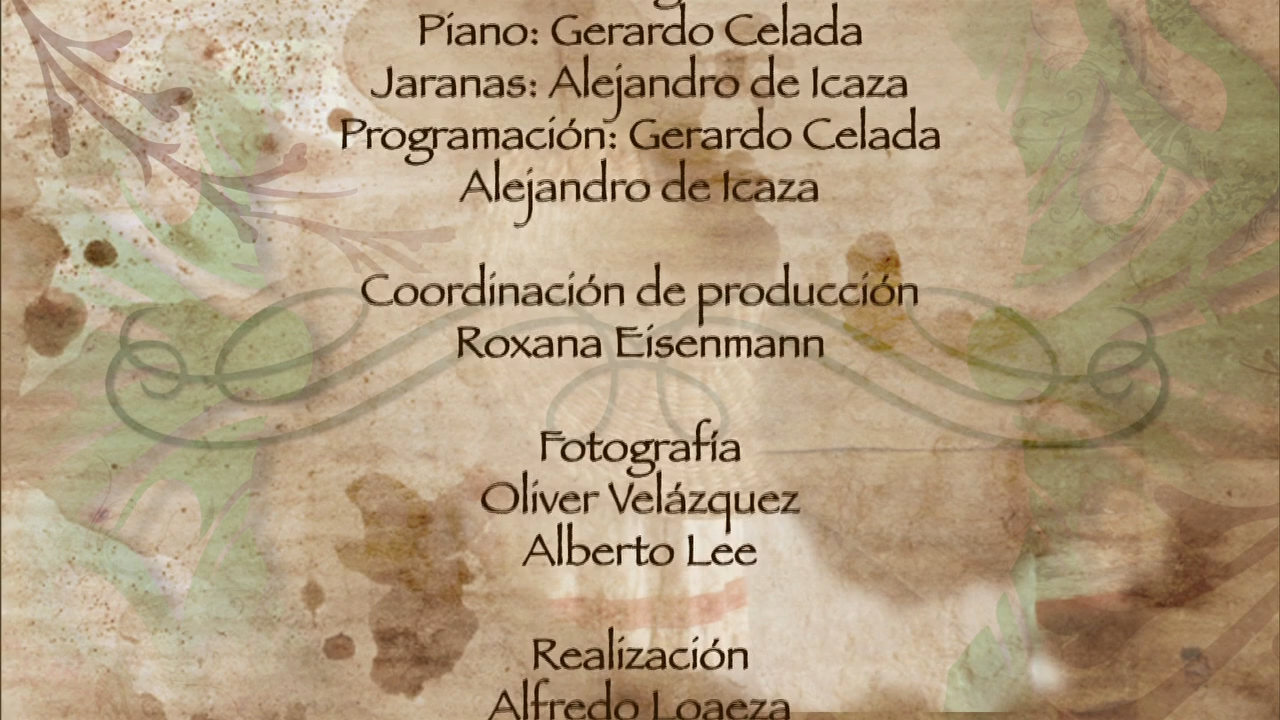 Piano: Gerardo Celada
Jaranas: Alejandro de Icaza
Programación: Gerardo Celada
Alejandro de Icaza
Coordinación de producción
Roxana Eisenmann
Fotografía
Oliver Velázquez
Alberto Lee
Realización
Alfredo Loaeza